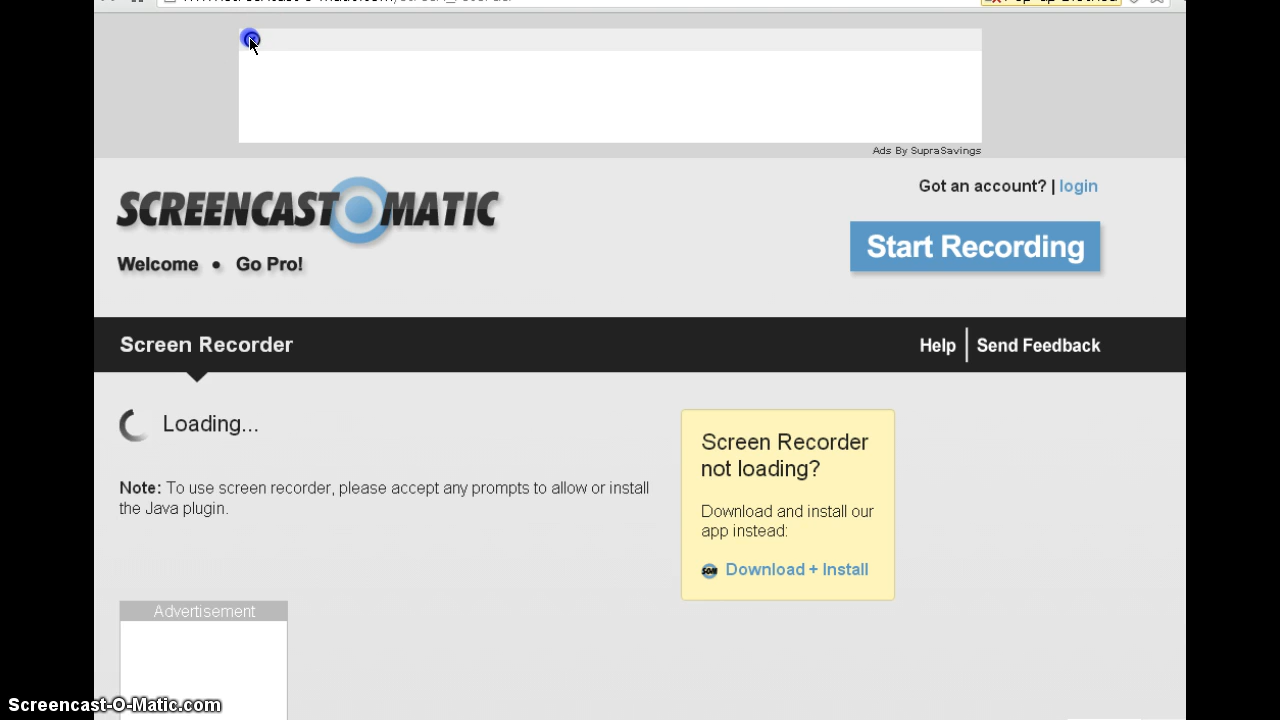 Ads By SupraSavings
SCREENCAST O MATIC
Got an account? | login
Start Recording
Welcome • Go Pro!
Screen Recorder
Help | Send Feedback
Loading...
Screen Recorder
not loading?
Note: To use screen recorder, please accept any prompts to allow or install
the Java plugin.
Download and install our
app instead:
SOM Download + Install
Advertisement
Screencast-O-Matic.com